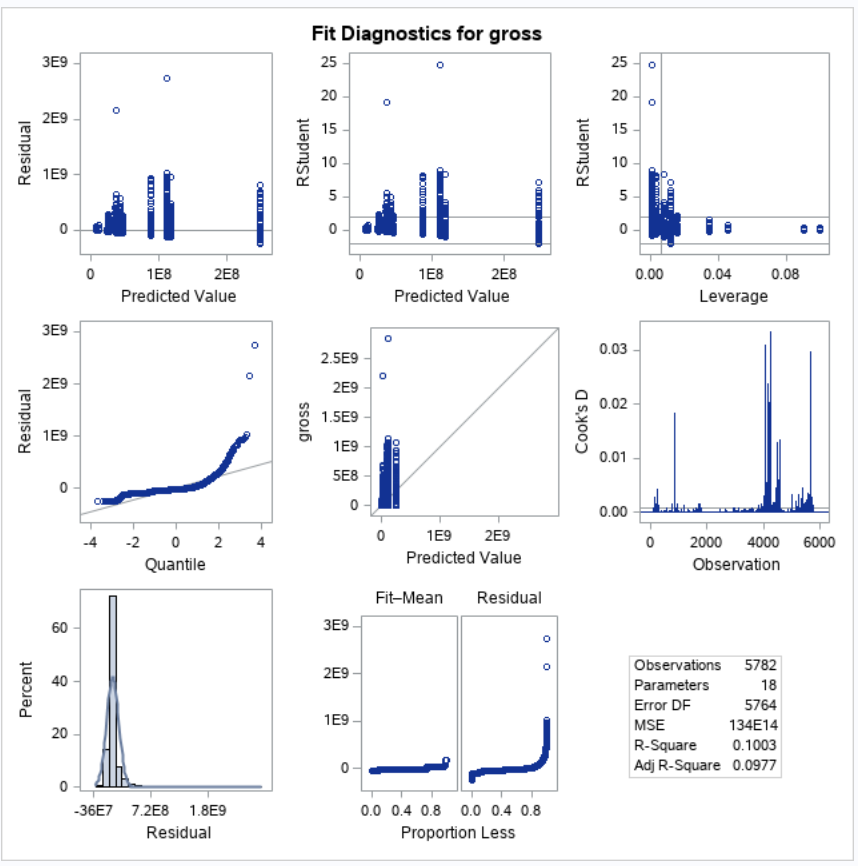 Fit Diagnostics for gross
3E9
2E9
1E9
0
Residual
0 1E8 2E8
Predicted Value
25
20
15
10
5
0
RStudent
0 1E8 2E8
Predicted Value
25
20
15
10
5
0
RStudent
0.00 0.04 0.08
Leverage
3E9
2E9
1E9
0
Residual
-4 -2 0 2 4
Quantile
2.5E9
2E9
1.5E9
1E9
5E8
0
gross
0 1E9 2E9
Predicted Value
0.03
0.02
0.01
0.00
Cook's D
0 2000 4000 6000
Observation
60
40
20
0
Percent
-36E7 7.2E8 1.8E9
Residual
Fit–Mean Residual
3E9
2E9
1E9
0
0.0 0.4 0.8 0.0 0.4 0.8
Proportion Less
Observations 5782
Parameters 18
Error DF 5764
MSE 134E14
R-Square 0.1003
Adj R-Square 0.0977